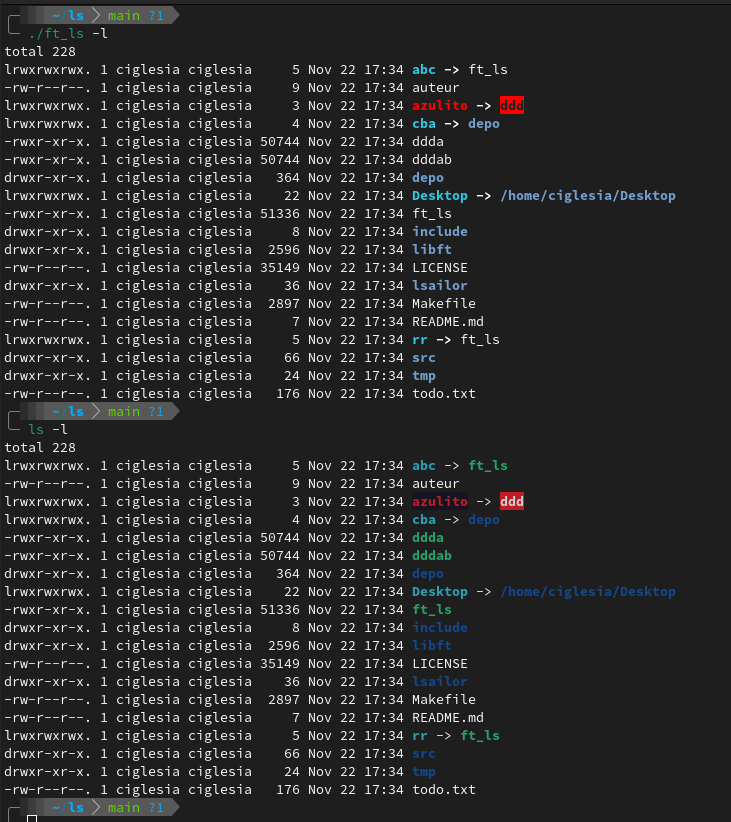 ~/ls main ?1
./ft_ls -l
total 228
lrwxrwxrwx. 1 ciglesia ciglesia     5 Nov 22 17:34 abc -> ft_ls
-rw-r--r--. 1 ciglesia ciglesia     9 Nov 22 17:34 auteur
lrwxrwxrwx. 1 ciglesia ciglesia     3 Nov 22 17:34 azulito -> ddd
lrwxrwxrwx. 1 ciglesia ciglesia     4 Nov 22 17:34 cba -> depo
-rwxr-xr-x. 1 ciglesia ciglesia 50744 Nov 22 17:34 ddda
-rwxr-xr-x. 1 ciglesia ciglesia 50744 Nov 22 17:34 dddab
drwxr-xr-x. 1 ciglesia ciglesia   364 Nov 22 17:34 depo
lrwxrwxrwx. 1 ciglesia ciglesia    22 Nov 22 17:34 Desktop -> /home/ciglesia/Desktop
-rwxr-xr-x. 1 ciglesia ciglesia 51336 Nov 22 17:34 ft_ls
drwxr-xr-x. 1 ciglesia ciglesia     8 Nov 22 17:34 include
drwxr-xr-x. 1 ciglesia ciglesia  2596 Nov 22 17:34 libft
-rw-r--r--. 1 ciglesia ciglesia 35149 Nov 22 17:34 LICENSE
drwxr-xr-x. 1 ciglesia ciglesia    36 Nov 22 17:34 lsailor
-rw-r--r--. 1 ciglesia ciglesia  2897 Nov 22 17:34 Makefile
-rw-r--r--. 1 ciglesia ciglesia     7 Nov 22 17:34 README.md
lrwxrwxrwx. 1 ciglesia ciglesia     5 Nov 22 17:34 rr -> ft_ls
drwxr-xr-x. 1 ciglesia ciglesia    66 Nov 22 17:34 src
drwxr-xr-x. 1 ciglesia ciglesia    24 Nov 22 17:34 tmp
-rw-r--r--. 1 ciglesia ciglesia   176 Nov 22 17:34 todo.txt
~/ls main ?1
ls -l
total 228
lrwxrwxrwx. 1 ciglesia ciglesia     5 Nov 22 17:34 abc -> ft_ls
-rw-r--r--. 1 ciglesia ciglesia     9 Nov 22 17:34 auteur
lrwxrwxrwx. 1 ciglesia ciglesia     3 Nov 22 17:34 azulito -> ddd
lrwxrwxrwx. 1 ciglesia ciglesia     4 Nov 22 17:34 cba -> depo
-rwxr-xr-x. 1 ciglesia ciglesia 50744 Nov 22 17:34 ddda
-rwxr-xr-x. 1 ciglesia ciglesia 50744 Nov 22 17:34 dddab
drwxr-xr-x. 1 ciglesia ciglesia   364 Nov 22 17:34 depo
lrwxrwxrwx. 1 ciglesia ciglesia    22 Nov 22 17:34 Desktop -> /home/ciglesia/Desktop
-rwxr-xr-x. 1 ciglesia ciglesia 51336 Nov 22 17:34 ft_ls
drwxr-xr-x. 1 ciglesia ciglesia     8 Nov 22 17:34 include
drwxr-xr-x. 1 ciglesia ciglesia  2596 Nov 22 17:34 libft
-rw-r--r--. 1 ciglesia ciglesia 35149 Nov 22 17:34 LICENSE
drwxr-xr-x. 1 ciglesia ciglesia    36 Nov 22 17:34 lsailor
-rw-r--r--. 1 ciglesia ciglesia  2897 Nov 22 17:34 Makefile
-rw-r--r--. 1 ciglesia ciglesia     7 Nov 22 17:34 README.md
lrwxrwxrwx. 1 ciglesia ciglesia     5 Nov 22 17:34 rr -> ft_ls
drwxr-xr-x. 1 ciglesia ciglesia    66 Nov 22 17:34 src
drwxr-xr-x. 1 ciglesia ciglesia    24 Nov 22 17:34 tmp
-rw-r--r--. 1 ciglesia ciglesia   176 Nov 22 17:34 todo.txt
~/ls main ?1